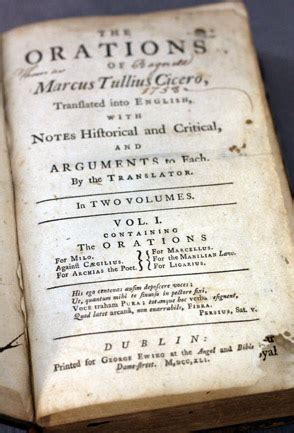 THE
ORATIONS
OF
Marcus Tullius Cicero,
1758
Translated into English,
WITH
NOTES Historical and Critical,
AND
ARGUMENTS to Each.
By the TRANSLATOR.
IN TWO VOLUMES.
VOL. I.
CONTAINING
The ORATIONS
For MILO. For MARCELLUS.
Against CÆCILIUS. For the MANILIAN Law.
For ARCHIAS the Poet. For LIGARIUS.
His ego centenas ausim deposcere voces;
Ut, quantum mihi te sinuoso in pectore fixi,
VOCE traham PURA: totumque hoc verba resignent,
Quod latet arcanâ, non enarrabile, FIBRA.
PERSIUS, Sat. v.
DUBLIN:
Printed for GEORGE EWING at the Angel and Bible
Dame-street. M,DCC,XLI.